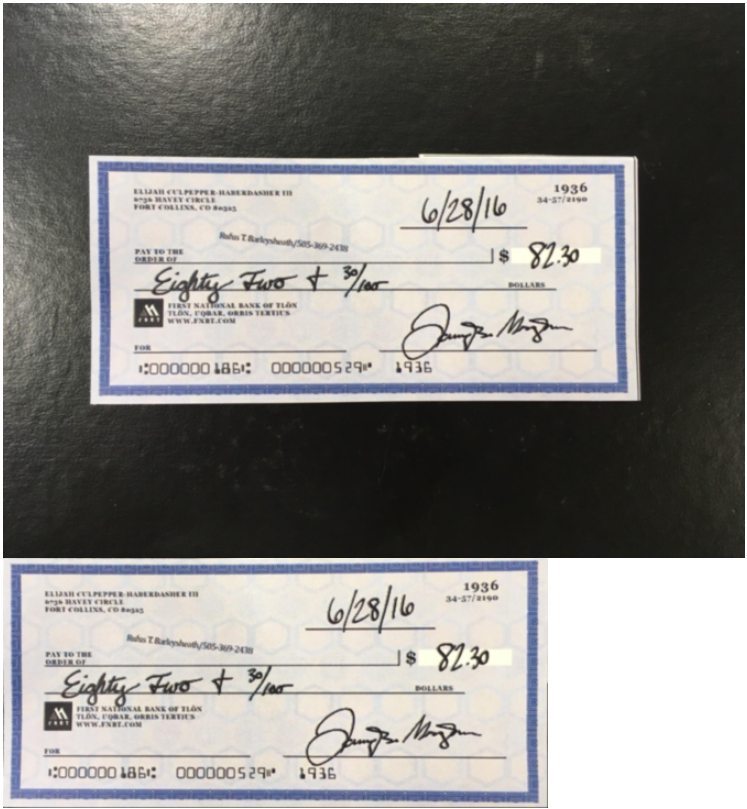 ELIJAH CULPEPPER-HABERDASHER III
6736 HAVEY CIRCLE
FORT COLLINS, CO 80525
1936
34-57/2190
6/28/16
Rufus T. Barleysheath/505-369-2438
PAY TO THE
ORDER OF
$ 82.30
Eighty Two + 30/100
DOLLARS
FNBT
FIRST NATIONAL BANK OF TLÖN
TLÖN, UQBAR, ORBIS TERTIUS
WWW.FNBT.COM
FOR
⑆000000186⑆ 000000529⑈ 1936
ELIJAH CULPEPPER-HABERDASHER III
6736 HAVEY CIRCLE
FORT COLLINS, CO 80525
1936
34-57/2190
6/28/16
Rufus T. Barleysheath/505-369-2438
PAY TO THE
ORDER OF
$ 82.30
Eighty Two + 30/100
DOLLARS
FNBT
FIRST NATIONAL BANK OF TLÖN
TLÖN, UQBAR, ORBIS TERTIUS
WWW.FNBT.COM
FOR
⑆000000186⑆ 000000529⑈ 1936